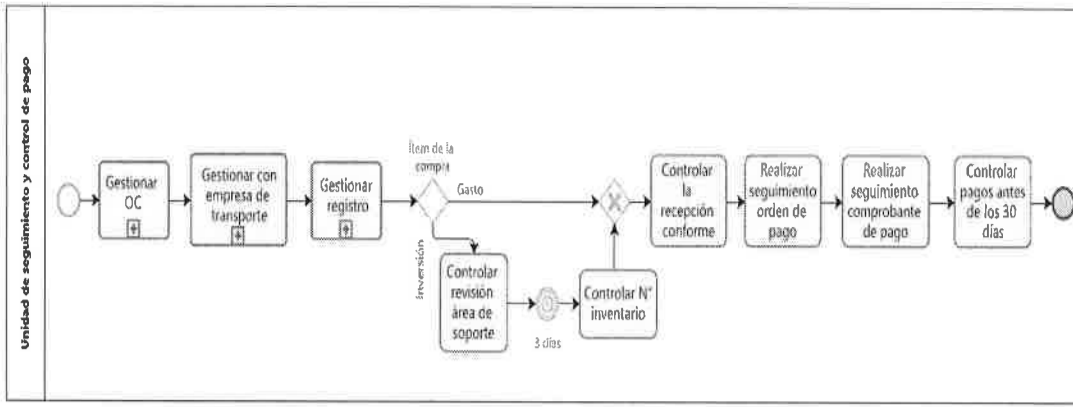 Unidad de seguimiento y control de pago
Gestionar
OC
Gestionar con
empresa de
transporte
Gestionar
registro
Ítem de la
compra
Gasto
Inversión
Controlar
revisión
área de
soporte
3 días
Controlar N°
inventario
Controlar
la
recepción
conforme
Realizar
seguimiento
orden de
pago
Realizar
seguimiento
comprobante
de pago
Controlar
pagos antes
de los 30
días